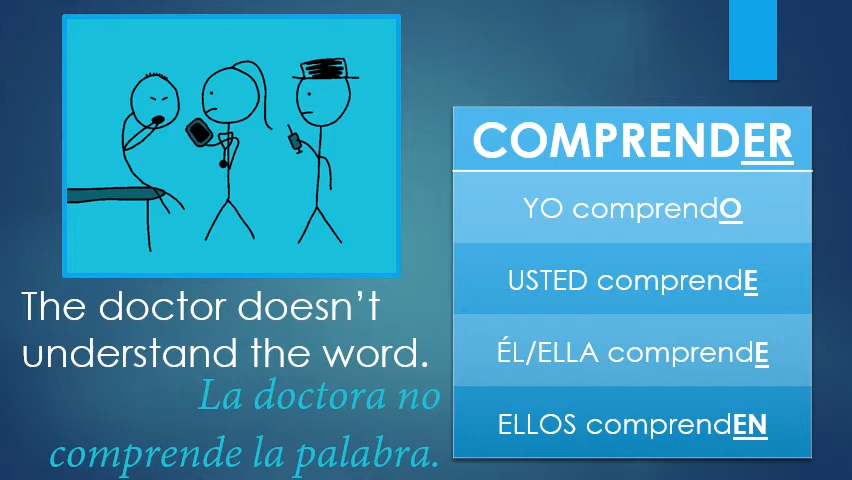 The doctor doesn't
understand the word.
La doctora no
comprende la palabra.
COMPRENDER
YO comprendO
USTED comprendE
ÉL/ELLA comprendE
ELLOS comprendEN